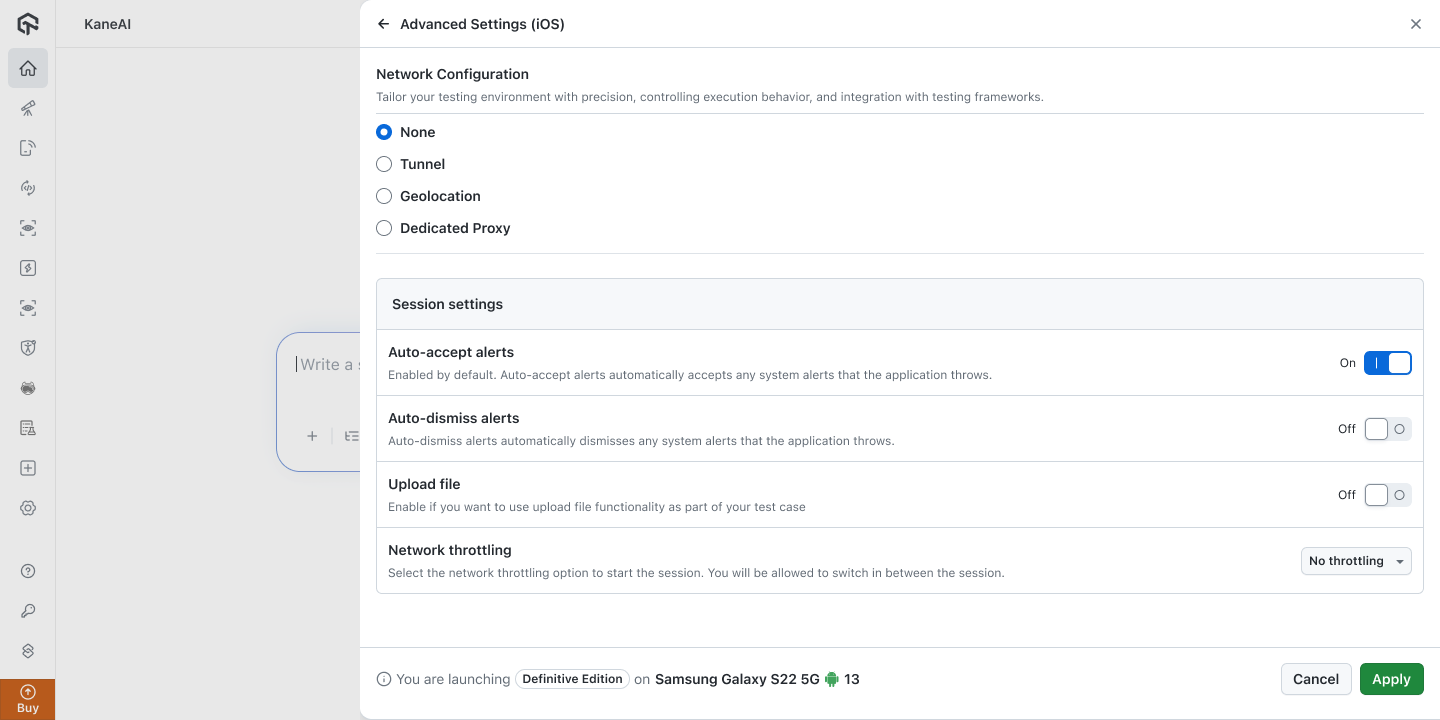 KaneAI
Advanced Settings (iOS)
Network Configuration
Tailor your testing environment with precision, controlling execution behavior, and integration with testing frameworks.
None
Tunnel
Geolocation
Dedicated Proxy
Session settings
Auto-accept alerts
Enabled by default. Auto-accept alerts automatically accepts any system alerts that the application throws.
On
Auto-dismiss alerts
Auto-dismiss alerts automatically dismisses any system alerts that the application throws.
Off
Upload file
Enable if you want to use upload file functionality as part of your test case
Off
Network throttling
Select the network throttling option to start the session. You will be allowed to switch in between the session.
No throttling
Write a
You are launching Definitive Edition on Samsung Galaxy S22 5G 13
Cancel
Apply
Buy